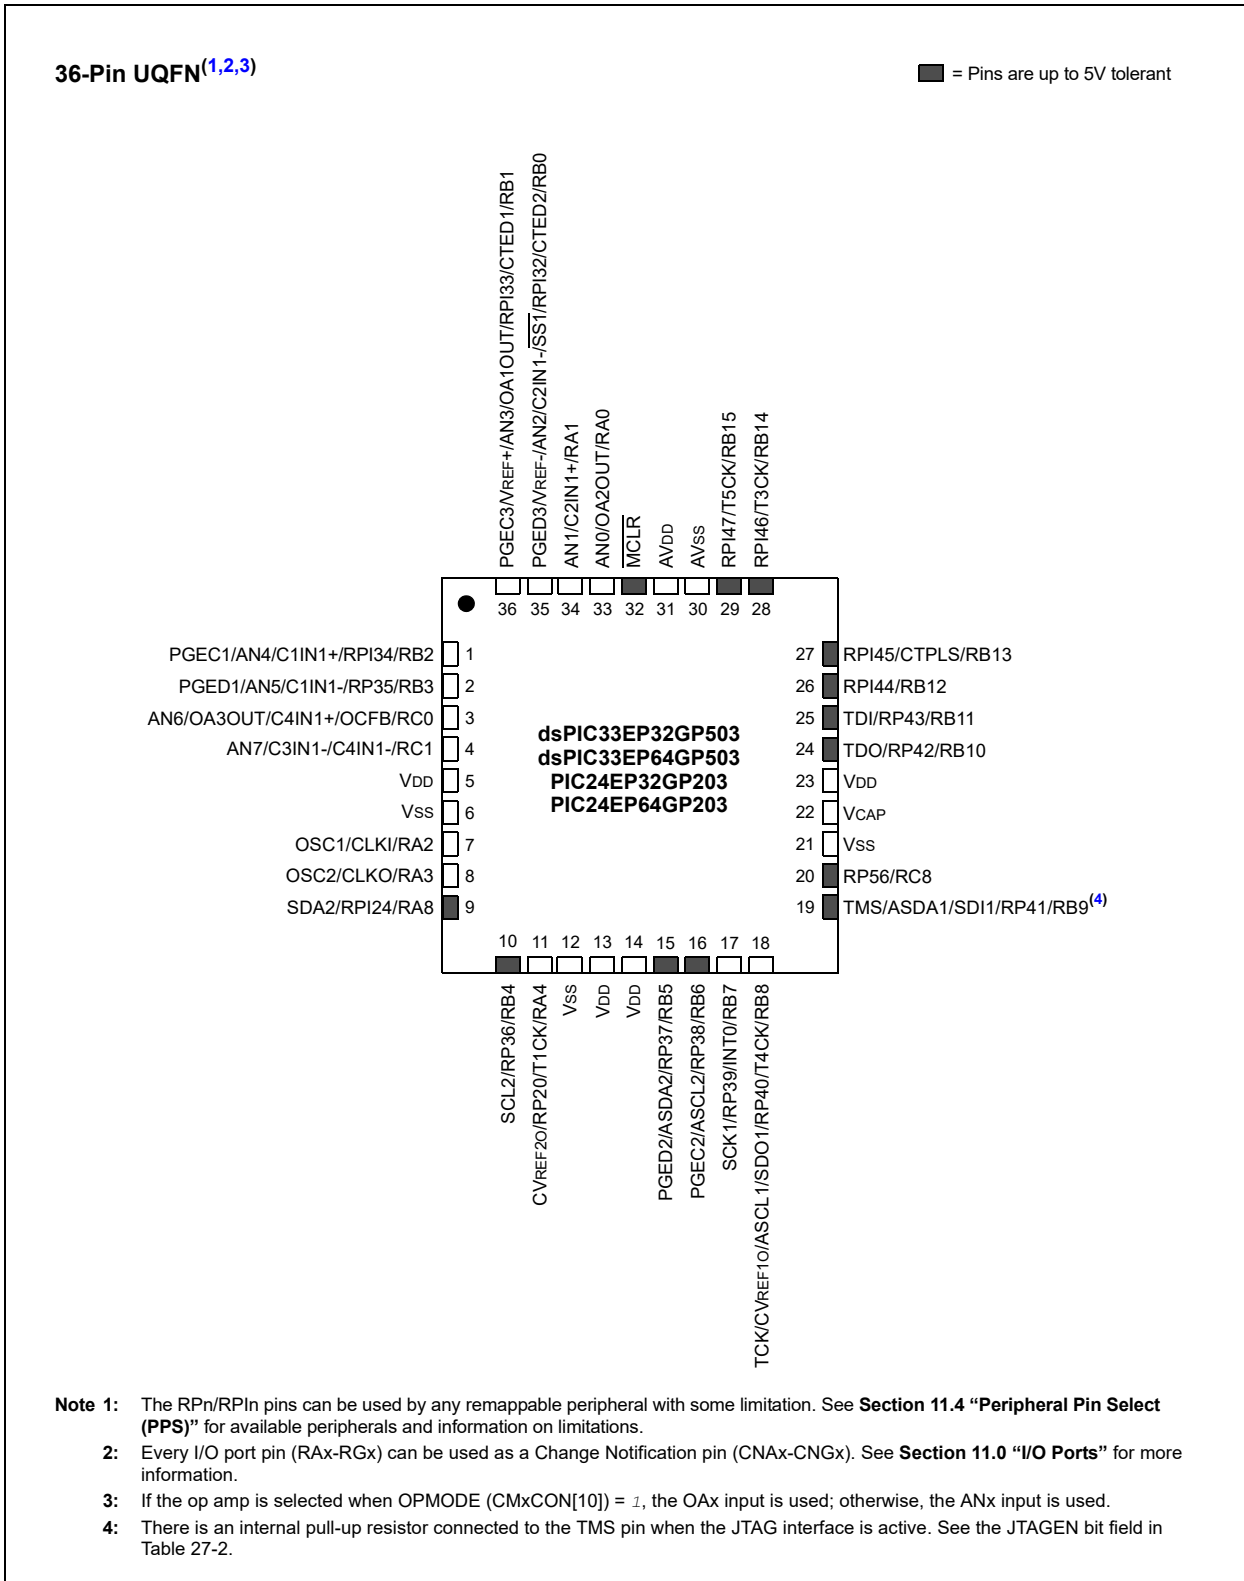 36-Pin UQFN(1,2,3)
= Pins are up to 5V tolerant
PGEC3/VREF+/AN3/OA1OUT/RPI33/CTED1/RB1
PGED3/VREF-/AN2/C2IN1-/SS1/RPI32/CTED2/RB0
AN1/C2IN1+/RA1
AN0/OA2OUT/RA0
MCLR
AVDD
AVSS
RPI47/T5CK/RB15
RPI46/T3CK/RB14
36 35 34 33 32 31 30 29 28
PGEC1/AN4/C1IN1+/RPI34/RB2 1
PGED1/AN5/C1IN1-/RP35/RB3 2
AN6/OA3OUT/C4IN1+/OCFB/RC0 3
AN7/C3IN1-/C4IN1-/RC1 4
VDD 5
VSS 6
OSC1/CLKI/RA2 7
OSC2/CLKO/RA3 8
SDA2/RPI24/RA8 9
dsPIC33EP32GP503
dsPIC33EP64GP503
PIC24EP32GP203
PIC24EP64GP203
27 RPI45/CTPLS/RB13
26 RPI44/RB12
25 TDI/RP43/RB11
24 TDO/RP42/RB10
23 VDD
22 VCAP
21 VSS
20 RP56/RC8
19 TMS/ASDA1/SDI1/RP41/RB9(4)
10 11 12 13 14 15 16 17 18
SCL2/RP36/RB4
CVREF2O/RP20/T1CK/RA4
VSS
VDD
VDD
PGED2/ASDA2/RP37/RB5
PGEC2/ASCL2/RP38/RB6
SCK1/RP39/INT0/RB7
TCK/CVREF1O/ASCL1/SDO1/RP40/T4CK/RB8
Note 1: The RPn/RPIn pins can be used by any remappable peripheral with some limitation. See Section 11.4 “Peripheral Pin Select
(PPS)” for available peripherals and information on limitations.
2: Every I/O port pin (RAx-RGx) can be used as a Change Notification pin (CNAx-CNGx). See Section 11.0 “I/O Ports” for more
information.
3: If the op amp is selected when OPMODE (CMxCON[10]) = 1, the OAx input is used; otherwise, the ANx input is used.
4: There is an internal pull-up resistor connected to the TMS pin when the JTAG interface is active. See the JTAGEN bit field in
Table 27-2.